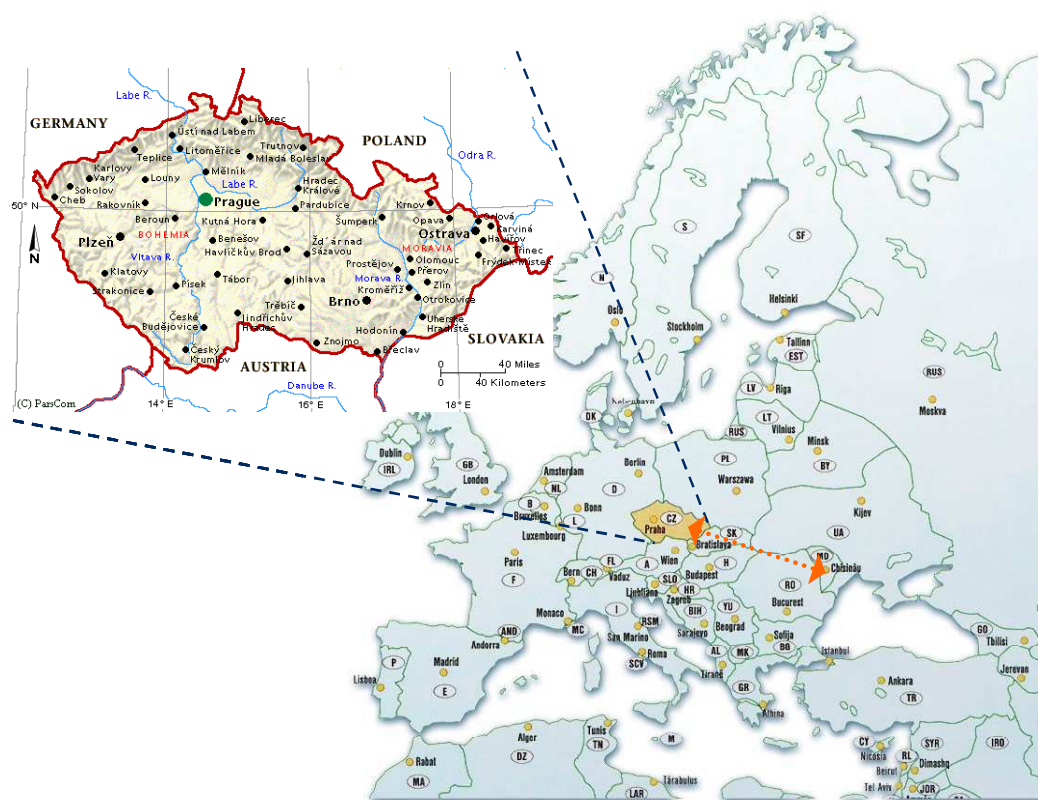 Labe R.
GERMANY
Liberec
Ústí nad Labem
POLAND
Litoměřice
Trutnov
Teplice
Mladá Boleslav
Odra R.
Karlovy
Vary
Mělník
Louny
Labe R.
Hradec
Králové
Sokolov
Cheb
Rakovník
Prague
Pardubice
Krnov
50° N
Beroun
Kutná Hora
Šumperk
Opava
Orlová
Karviná
Ostrava
Havířov
Plzeň
BOHEMIA
Benešov
Žd´ár nad
Sázavou
MORAVIA
Třinec
N
Vltava R.
Havlíčkův Brod
Olomouc
Frýdek-Místek
Klatovy
Tábor
Jihlava
Prostějov
Přerov
Morava R.
Zlín
Strakonice
Písek
Kroměříž
Brno
Otrokovice
Třebíč
České
Budějovice
Jindřichův
Hradec
Uherské
Hradiště
Hodonín
SLOVAKIA
Český
Krumlov
Znojmo
Břeclav
AUSTRIA
0 40 Miles
0 40 Kilometers
Danube R.
(C) ParsCom
14° E
16° E
18° E
S
SF
N
Helsinki
Oslo
Stockholm
Tallinn
EST
RUS
LV
Riga
Moskva
København
DK
LT
Vilnius
RUS
Minsk
BY
Dublin
IRL
GB
London
Amsterdam
NL
Berlin
D
PL
Warszawa
B
Bruxelles
Bonn
L
Luxembourg
CZ
Praha
Kijev
UA
SK
Bratislava
Paris
F
Wien
A
FL
Vaduz
Bern
CH
H
Budapest
MD
Chisinău
SLO
Ljubljana
HR
Zagreb
RO
Bucurest
I
BIH
YU
Beograd
Sarajevo
Monaco
MC
RSM
San Marino
AND
Andorra
Roma
SCV
Sofija
BG
AL
MK
Tiranë
Istanbul
GO
Tbilisi
Jerevan
P
Madrid
Lisboa
E
GR
Athina
Ankara
TR
Alger
DZ
Tunis
TN
M
Rabat
MA
Tárabulus
LAR
CY
Nicosia
SYR
IRQ
RL
Beirut
Dimashq
Tel Aviv
JOR